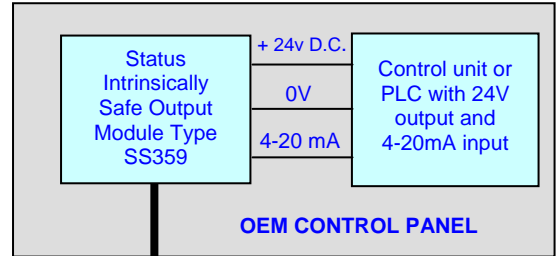 Status
Intrinsically
Safe Output
Module Type
SS359
+ 24v D.C.
0V
4-20 mA
Control unit or
PLC with 24V
output and
4-20mA input
OEM CONTROL PANEL